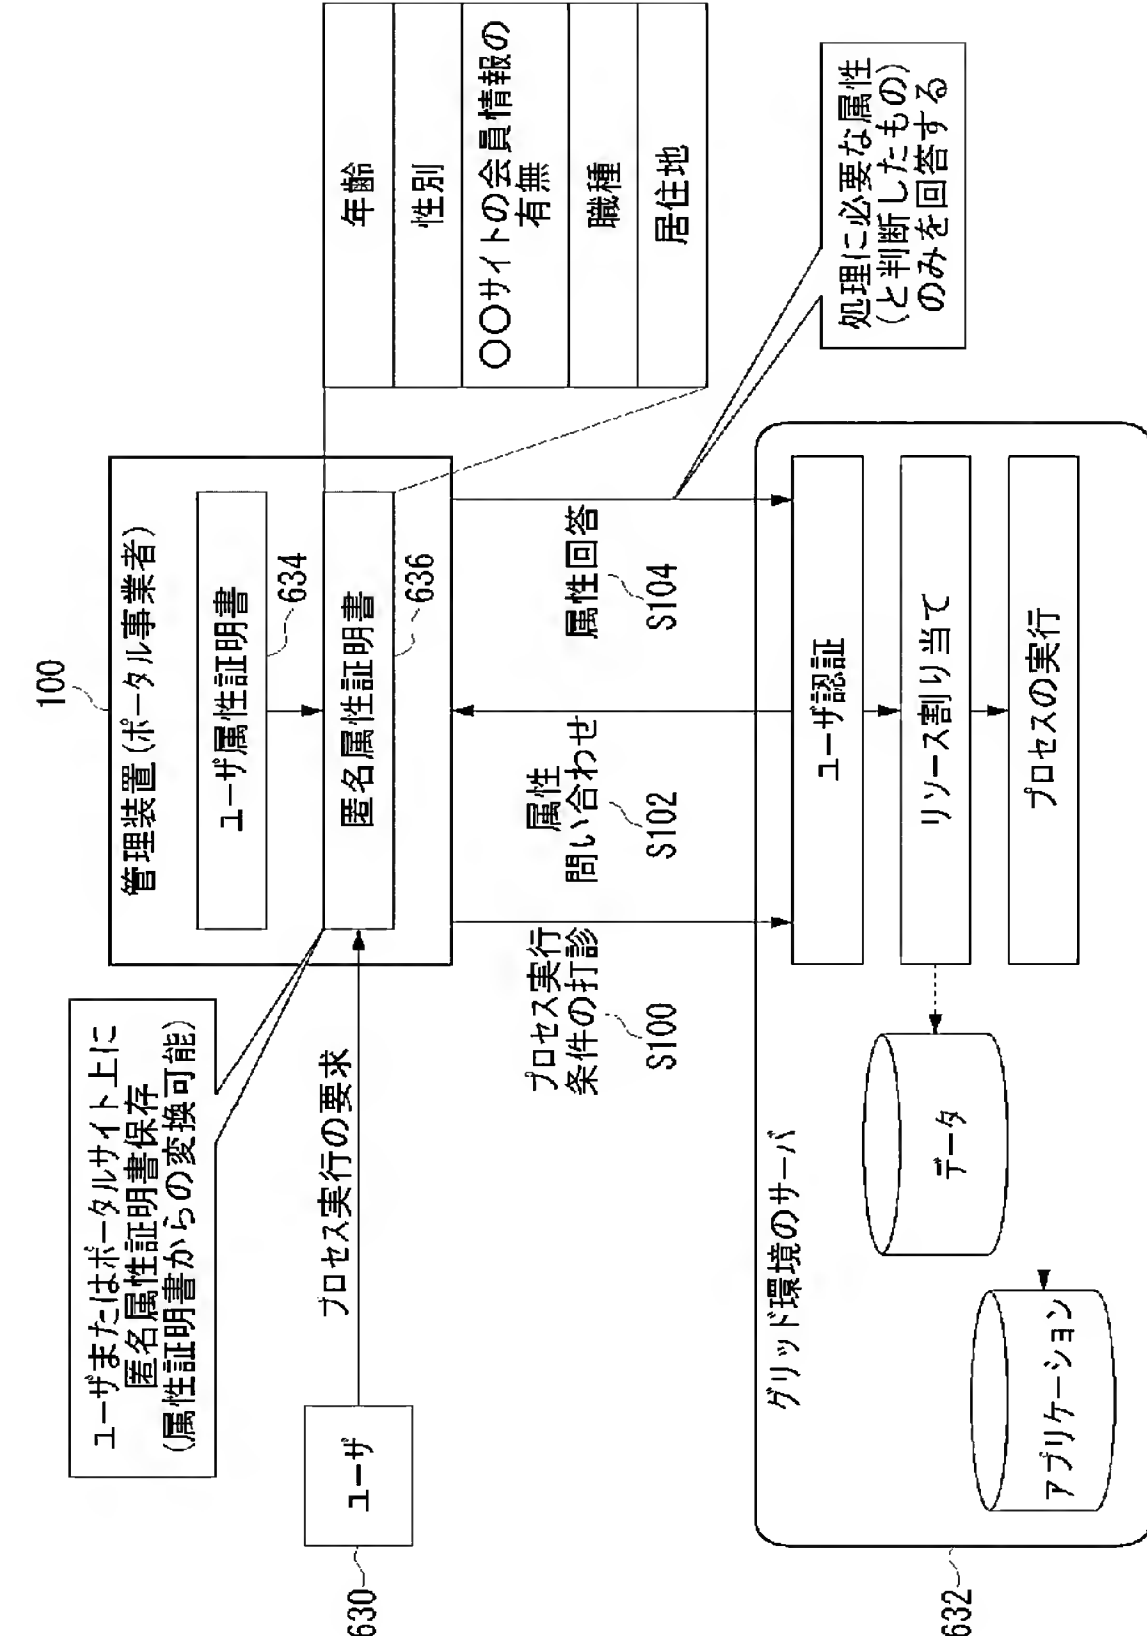 ユーザまたはポータルサイト上に
匿名属性証明書保存
(属性証明書からの変換可能)
100
管理装置(ポータル事業者)
ユーザ属性証明書
634
匿名属性証明書
636
年齢
性別
〇〇サイトの会員情報の
有無
職種
居住地
630
ユーザ
プロセス実行の要求
プロセス実行
条件の打診
S100
属性
問い合わせ
S102
属性回答
S104
処理に必要な属性
(と判断したもの)
のみを回答する
632
グリッド環境のサーバ
ユーザ認証
リソース割り当て
プロセスの実行
データ
アプリケーション